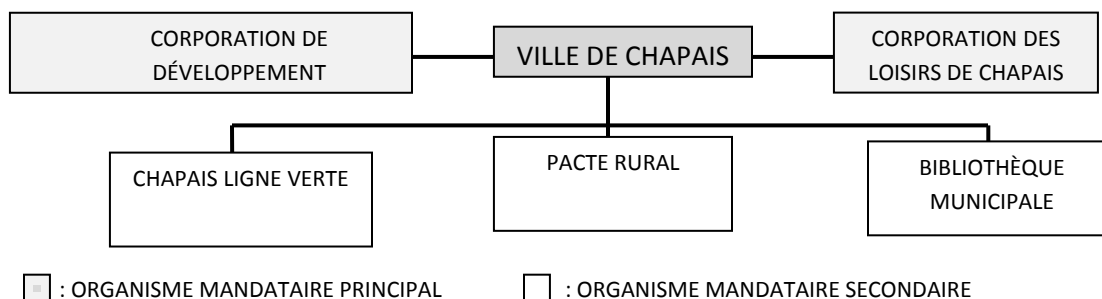 CORPORATION DE
DÉVELOPPEMENT
VILLE DE CHAPAIS
CORPORATION DES
LOISIRS DE CHAPAIS
CHAPAIS LIGNE VERTE
PACTE RURAL
BIBLIOTHÈQUE
MUNICIPALE
: ORGANISME MANDATAIRE PRINCIPAL
: ORGANISME MANDATAIRE SECONDAIRE